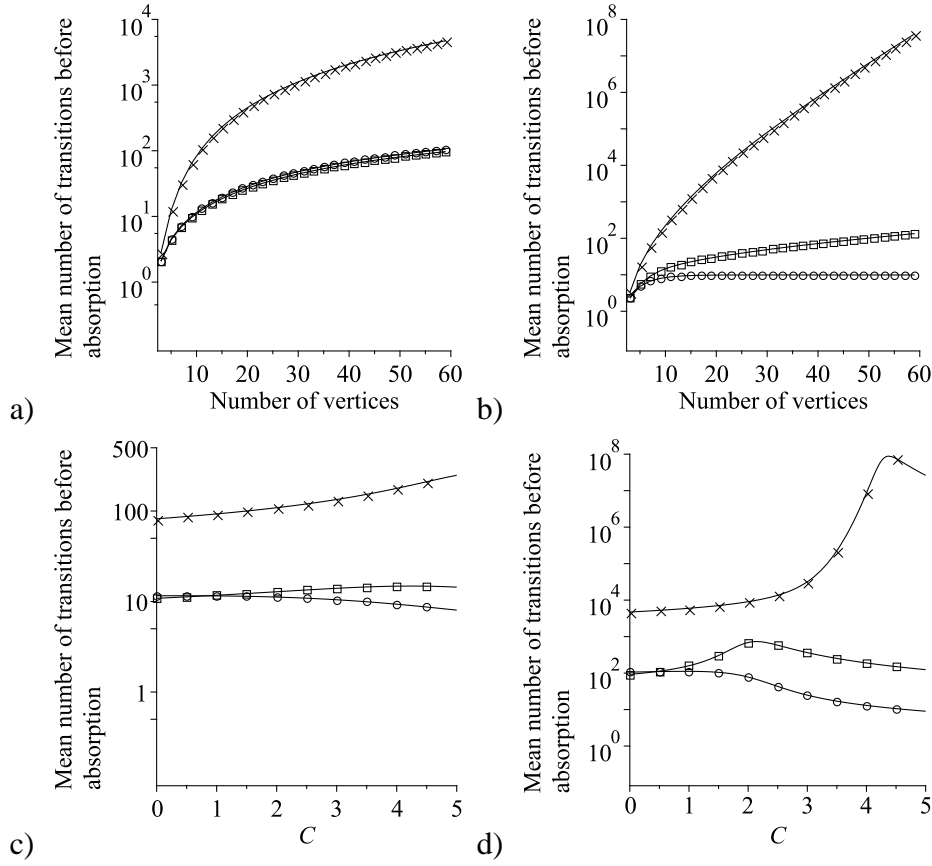 Mean number of transitions before
absorption
10^4
10^3
10^2
10^1
10^0
10 20 30 40 50 60
Number of vertices
a)
Mean number of transitions before
absorption
10^8
10^6
10^4
10^2
10^0
10 20 30 40 50 60
Number of vertices
b)
Mean number of transitions before
absorption
500
100
10
1
0 1 2 3 4 5
C
c)
Mean number of transitions before
absorption
10^8
10^6
10^4
10^2
10^0
0 1 2 3 4 5
C
d)